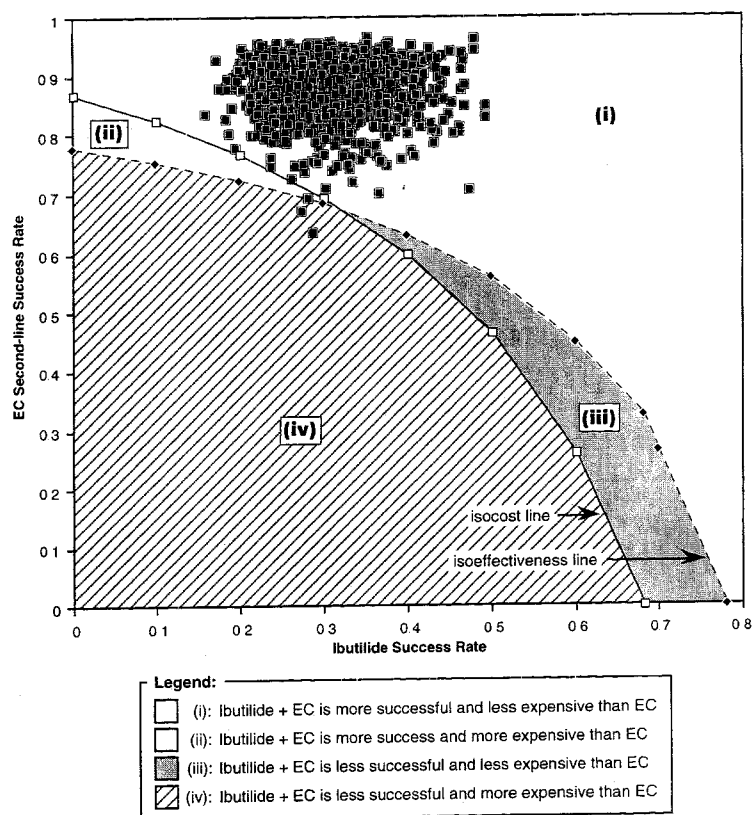 1
0 9
0 8
0 7
0 6
0 5
0 4
0 3
0 2
0 1
0
EC Second-line Success Rate
(i)
(ii)
(iii)
(iv)
isocost line
isoeffectiveness line
0
0 1
0 2
0 3
0 4
0 5
0 6
0 7
0 8
Ibutilide Success Rate
Legend:
(i): Ibutilide + EC is more successful and less expensive than EC
(ii): Ibutilide + EC is more success and more expensive than EC
(iii): Ibutilide + EC is less successful and less expensive than EC
(iv): Ibutilide + EC is less successful and more expensive than EC